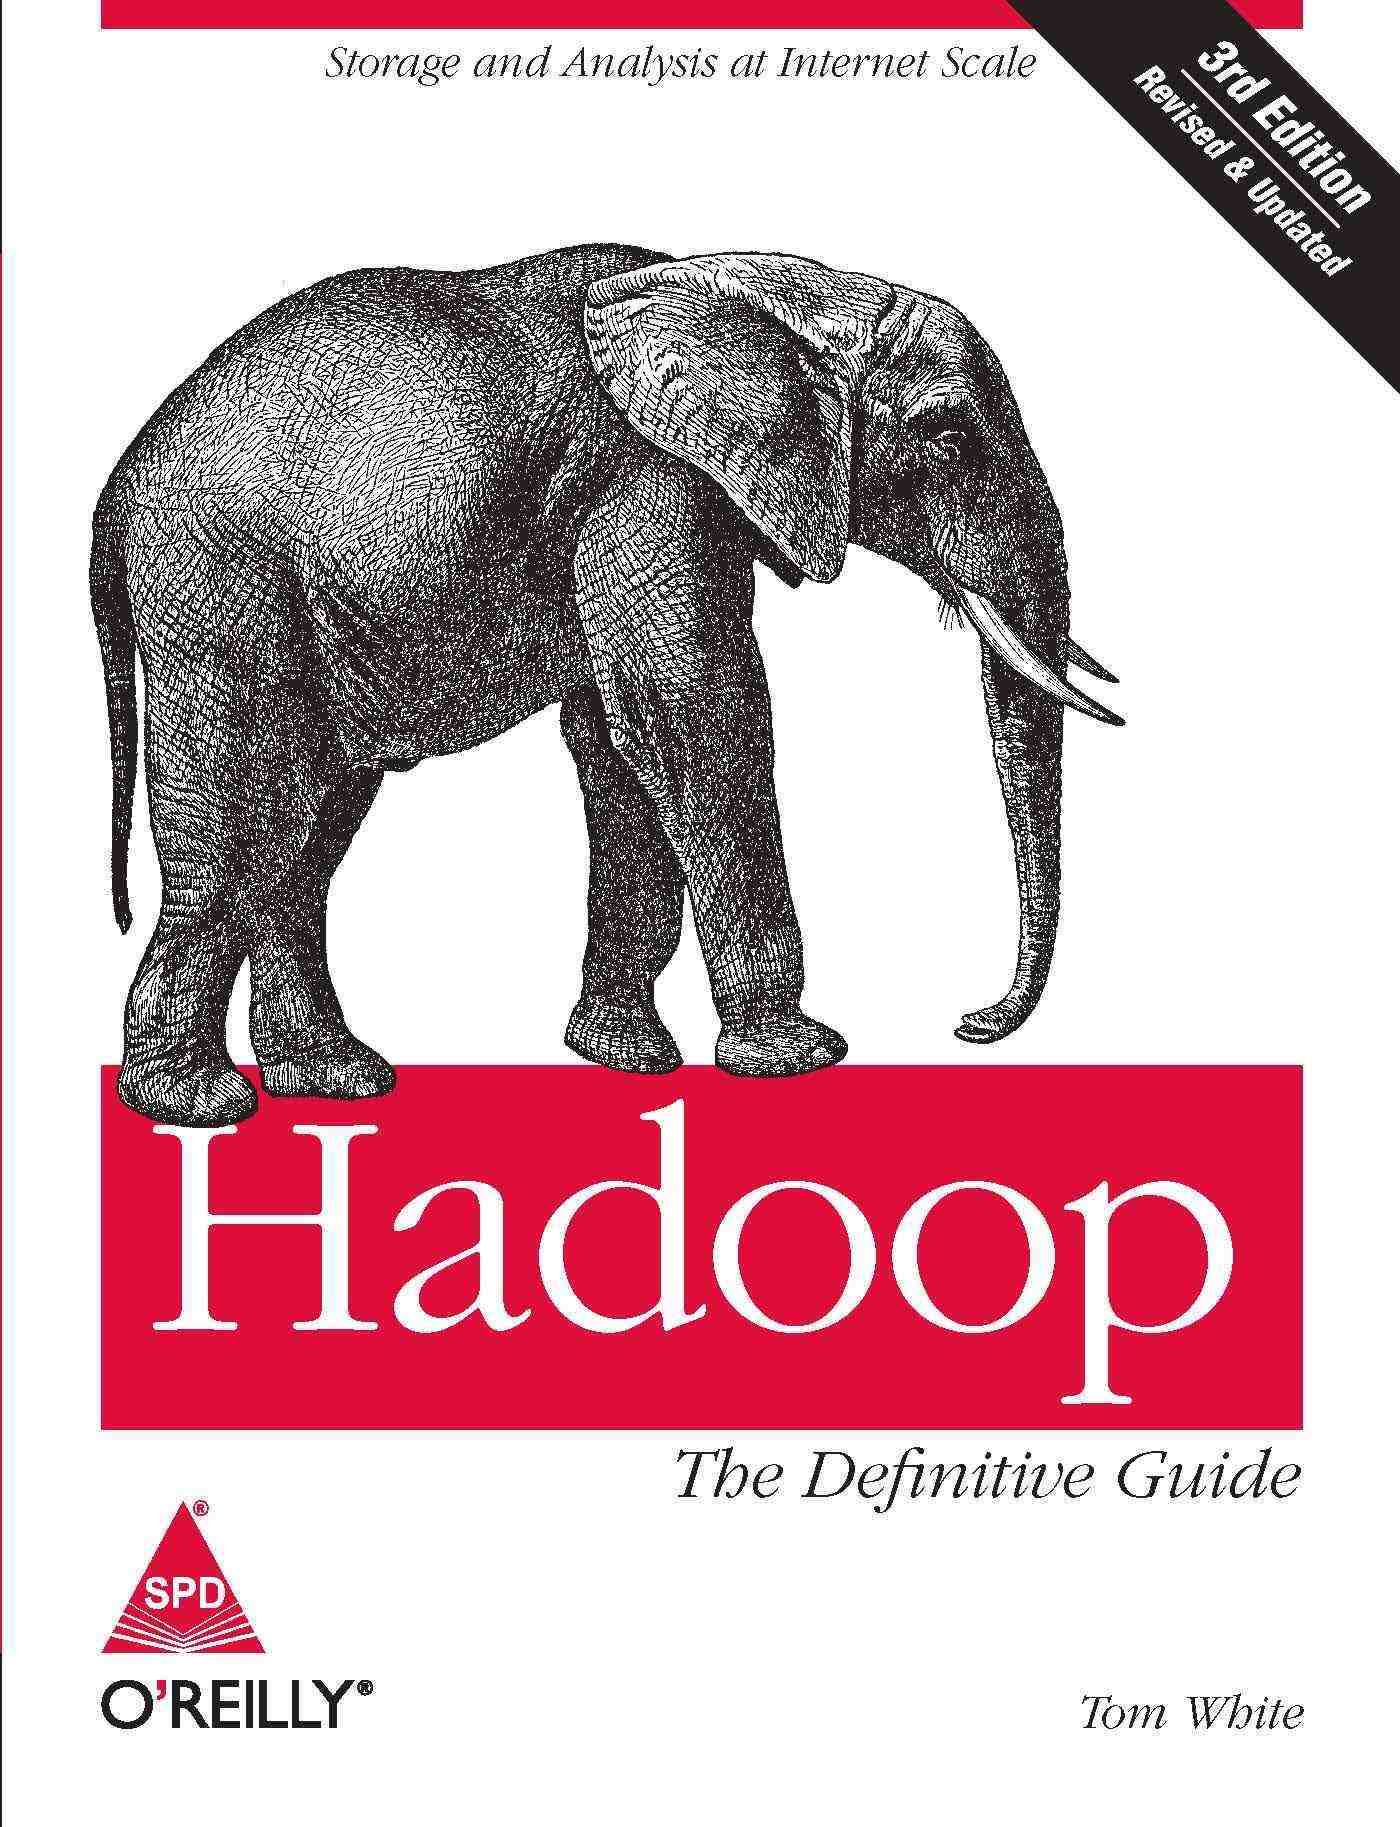 Storage and Analysis at Internet Scale
3rd Edition
Revised & Updated
Hadoop
The Definitive Guide
®
SPD
O'REILLY®
Tom White